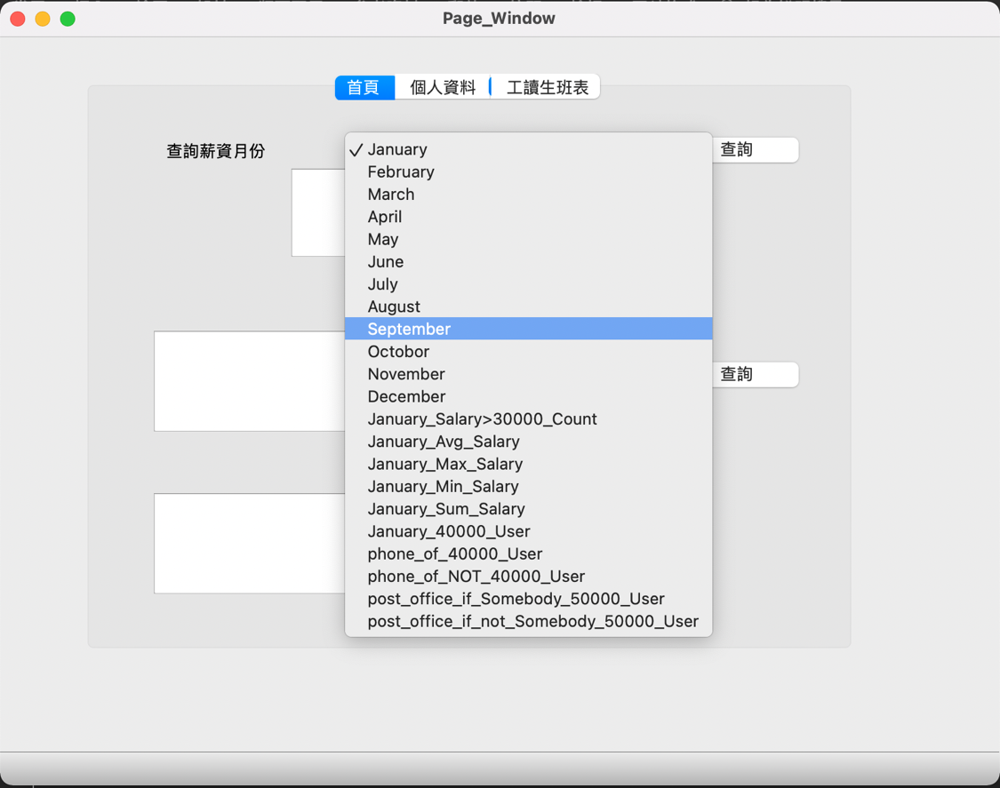 Page_Window
首頁
個人資料
工讀生班表
查詢薪資月份
✓ January
查詢
February
March
April
May
June
July
August
September
Octobor
November
查詢
December
January_Salary>30000_Count
January_Avg_Salary
January_Max_Salary
January_Min_Salary
January_Sum_Salary
January_40000_User
phone_of_40000_User
phone_of_NOT_40000_User
post_office_if_Somebody_50000_User
post_office_if_not_Somebody_50000_User